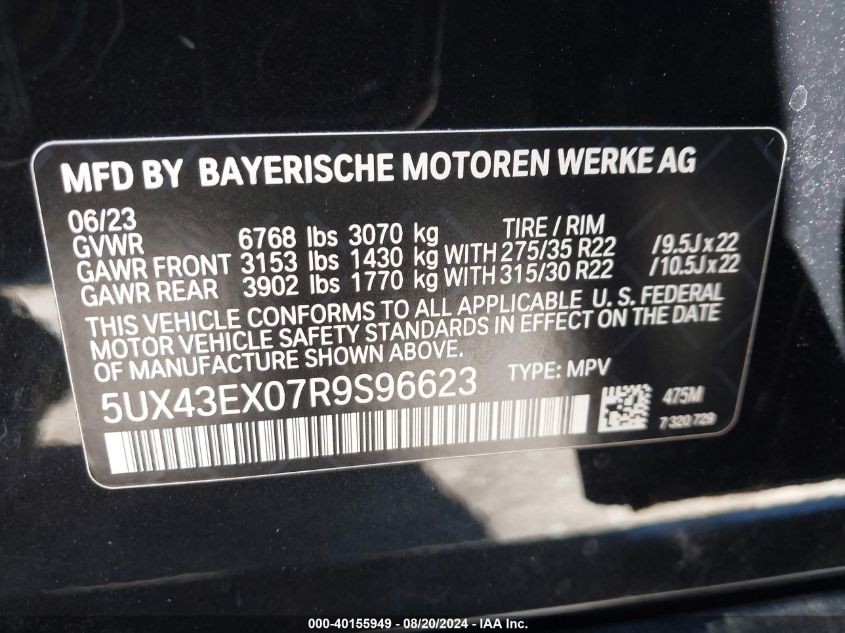 MFD BY BAYERISCHE MOTOREN WERKE AG
06/23 TIRE / RIM
GVWR 6768 lbs 3070 kg
GAWR FRONT 3153 lbs 1430 kg WITH 275/35 R22 /9.5J x 22
GAWR REAR 3902 lbs 1770 kg WITH 315/30 R22 /10.5J x 22
THIS VEHICLE CONFORMS TO ALL APPLICABLE U. S. FEDERAL
MOTOR VEHICLE SAFETY STANDARDS IN EFFECT ON THE DATE
OF MANUFACTURE SHOWN ABOVE.
5UX43EX07R9S96623 TYPE: MPV
475M
7 320 729
000-40155949 - 08/20/2024 - IAA Inc.